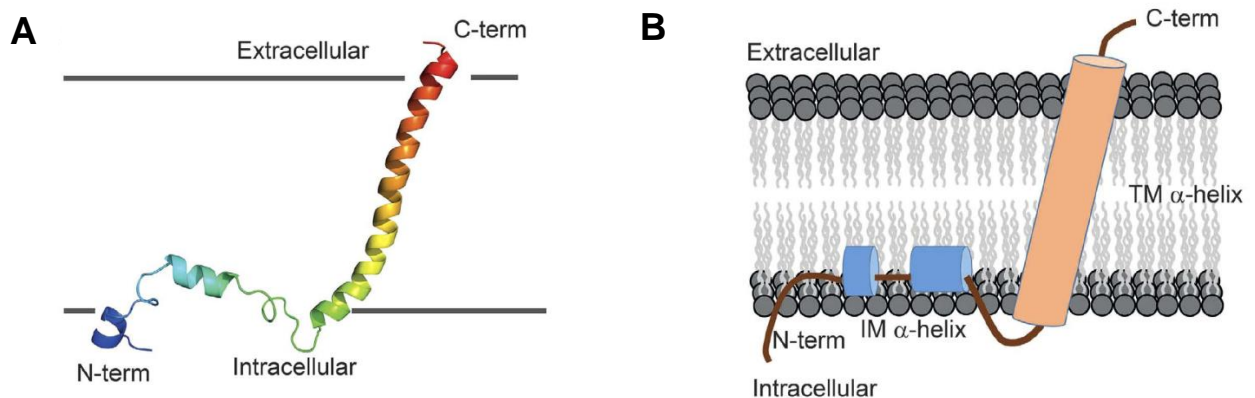 A
Extracellular
C-term
N-term
Intracellular
B
C-term
Extracellular
TM α-helix
N-term
IM α-helix
Intracellular